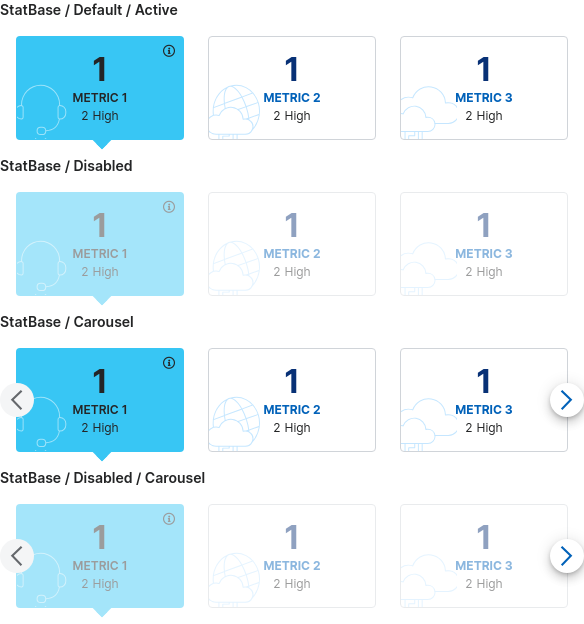 StatBase / Default / Active
1
METRIC 1
2 High
1
METRIC 2
2 High
1
METRIC 3
2 High
StatBase / Disabled
1
METRIC 1
2 High
1
METRIC 2
2 High
1
METRIC 3
2 High
StatBase / Carousel
1
METRIC 1
2 High
1
METRIC 2
2 High
1
METRIC 3
2 High
StatBase / Disabled / Carousel
1
METRIC 1
2 High
1
METRIC 2
2 High
1
METRIC 3
2 High